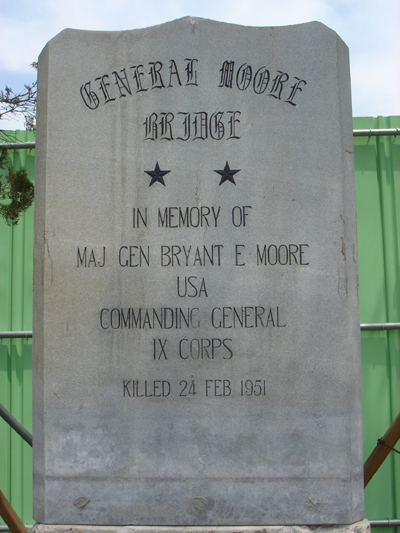 GENERAL MOORE
BRIDGE
IN MEMORY OF
MAJ GEN BRYANT E MOORE
USA
COMMANDING GENERAL
IX CORPS
KILLED 24 FEB 1951